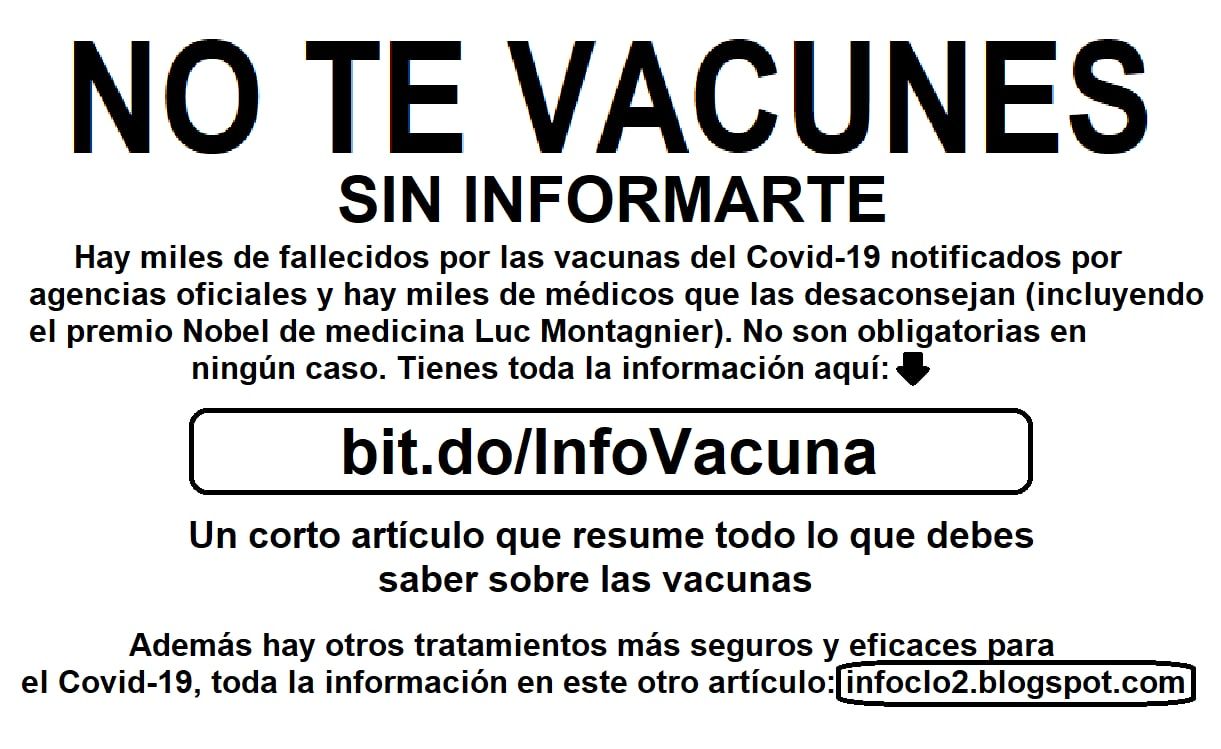 NO TE VACUNES
SIN INFORMARTE
Hay miles de fallecidos por las vacunas del Covid-19 notificados por
agencias oficiales y hay miles de médicos que las desaconsejan (incluyendo
el premio Nobel de medicina Luc Montagnier). No son obligatorias en
ningún caso. Tienes toda la información aquí:
bit.do/InfoVacuna
Un corto artículo que resume todo lo que debes
saber sobre las vacunas
Además hay otros tratamientos más seguros y eficaces para
el Covid-19, toda la información en este otro artículo: infoclo2.blogspot.com